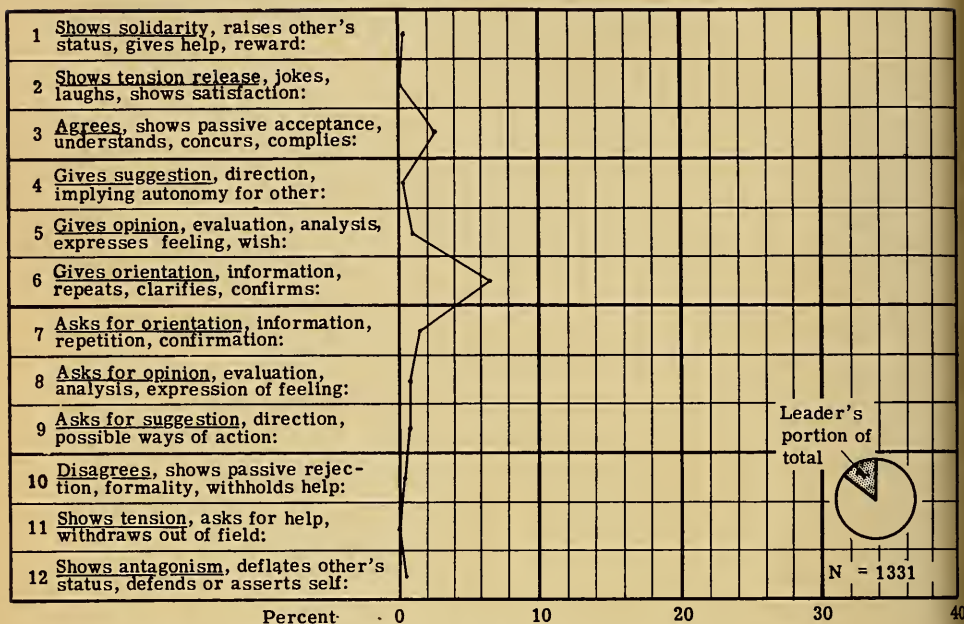 1 Shows solidarity, raises other's
status, gives help, reward:
2 Shows tension release, jokes,
laughs, shows satisfaction:
3 Agrees, shows passive acceptance,
understands, concurs, complies:
4 Gives suggestion, direction,
implying autonomy for other:
5 Gives opinion, evaluation, analysis,
expresses feeling, wish:
6 Gives orientation, information,
repeats, clarifies, confirms:
7 Asks for orientation, information,
repetition, confirmation:
8 Asks for opinion, evaluation,
analysis, expression of feeling:
9 Asks for suggestion, direction,
possible ways of action:
10 Disagrees, shows passive rejec-
tion, formality, withholds help:
11 Shows tension, asks for help,
withdraws out of field:
12 Shows antagonism, deflates other's
status, defends or asserts self:
Leader's
portion of
total
N = 1331
Percent 0 10 20 30 40